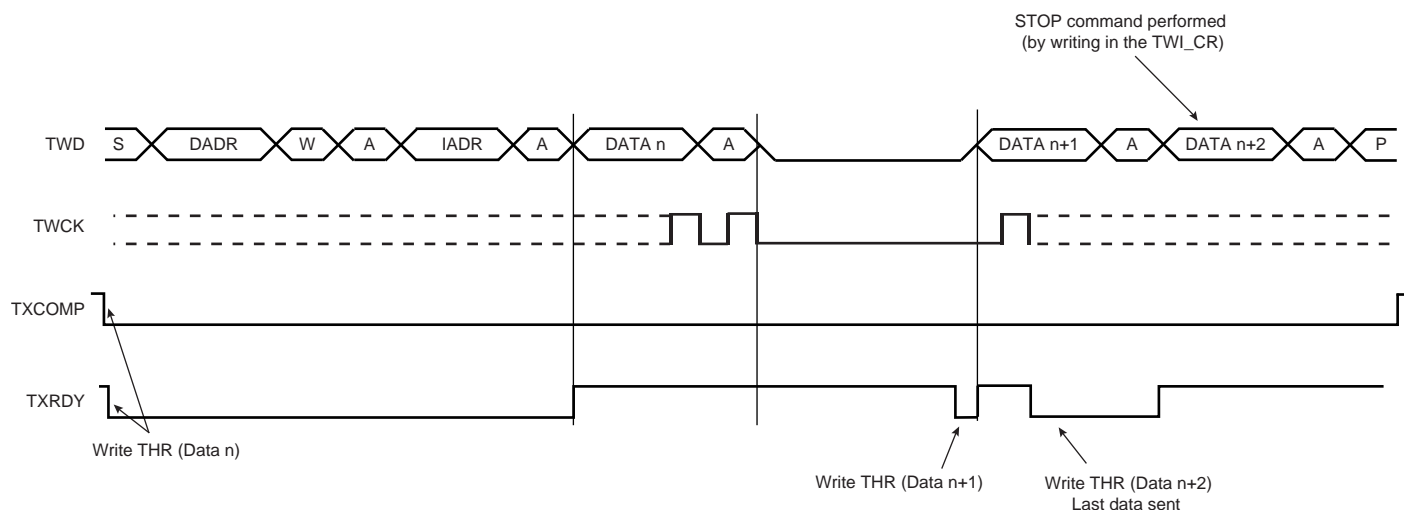 STOP command performed
(by writing in the TWI_CR)
TWD S DADR W A IADR A DATA n A DATA n+1 A DATA n+2 A P
TWCK
TXCOMP
TXRDY
Write THR (Data n)
Write THR (Data n+1)
Write THR (Data n+2)
Last data sent